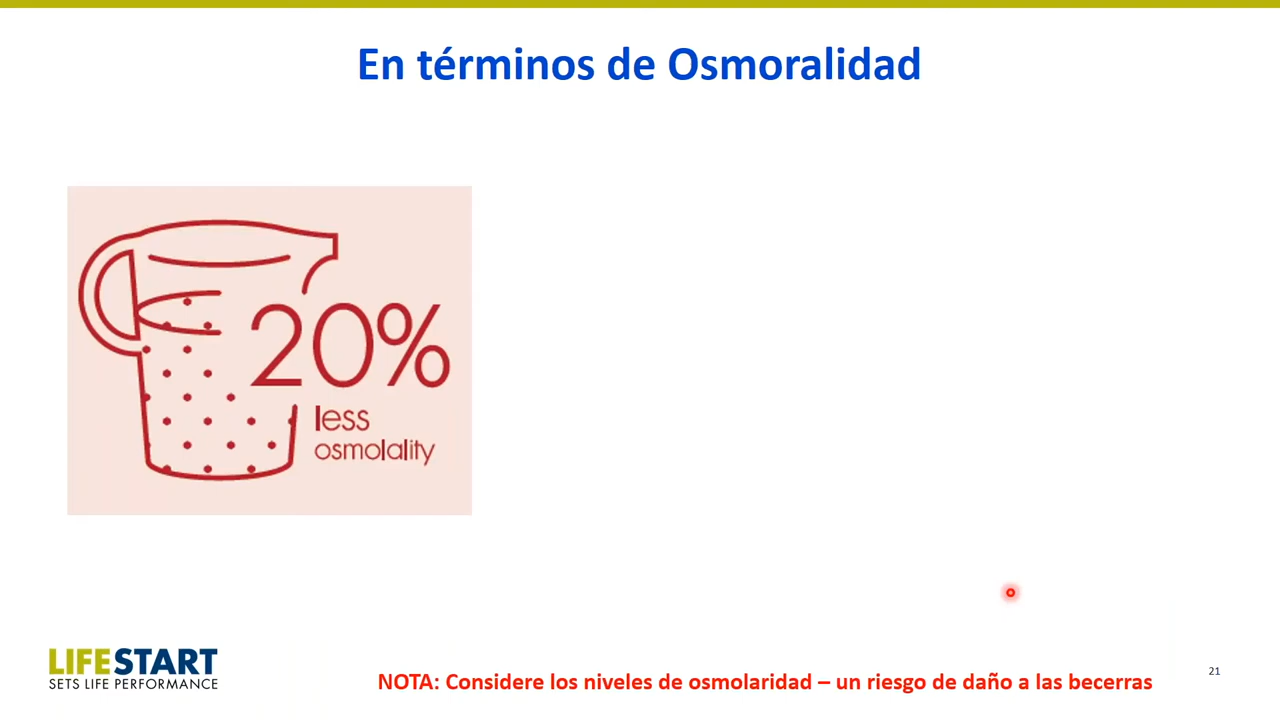 En términos de Osmoralidad
20%
less
osmolality
LIFESTART
SETS LIFE PERFORMANCE
NOTA: Considere los niveles de osmolaridad – un riesgo de daño a las becerras
21